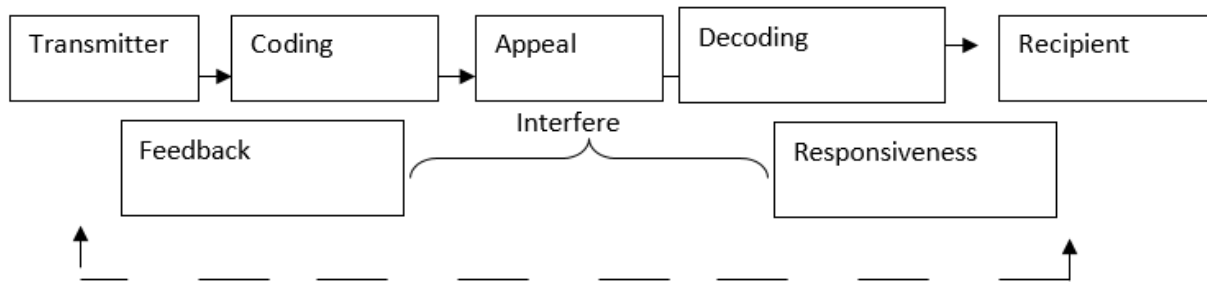 Transmitter
Coding
Appeal
Decoding
Recipient
Interfere
Feedback
Responsiveness